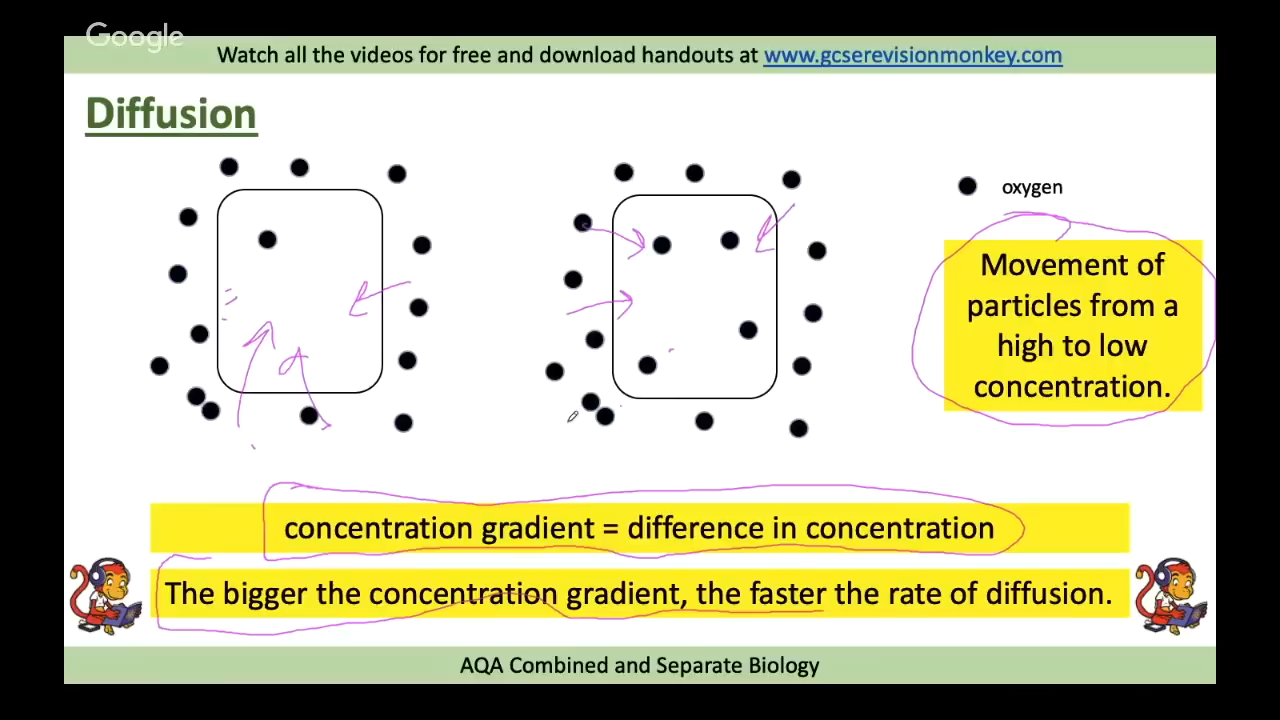 Google
Watch all the videos for free and download handouts at www.gcserevisionmonkey.com
Diffusion
oxygen
Movement of
particles from a
high to low
concentration.
concentration gradient = difference in concentration
The bigger the concentration gradient, the faster the rate of diffusion.
AQA Combined and Separate Biology